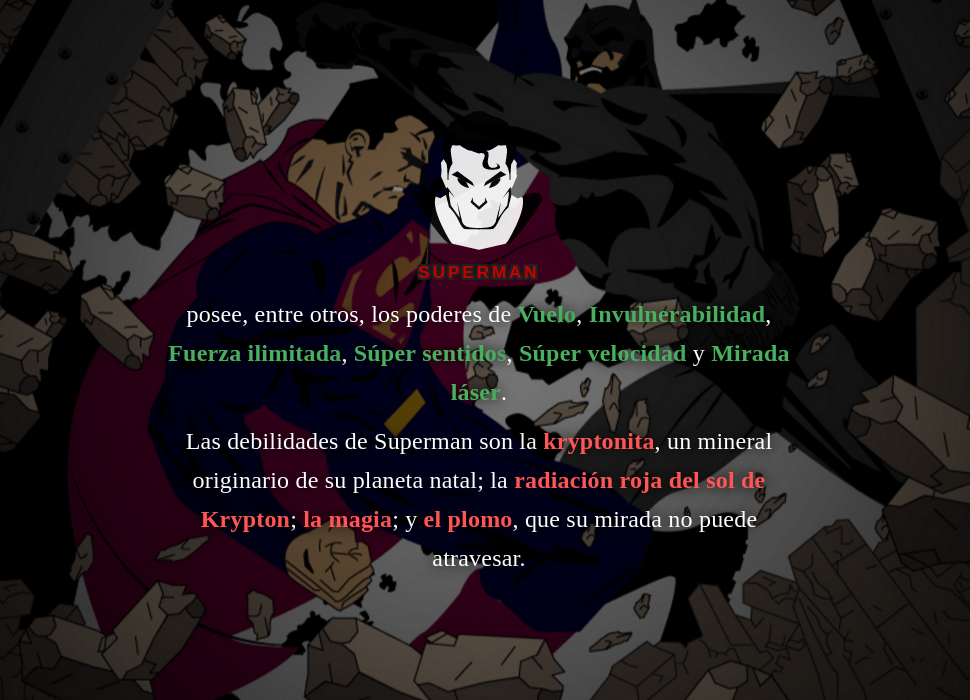 SUPERMAN
posee, entre otros, los poderes de Vuelo, Invulnerabilidad,
Fuerza ilimitada, Súper sentidos, Súper velocidad y Mirada
láser.
Las debilidades de Superman son la kryptonita, un mineral
originario de su planeta natal; la radiación roja del sol de
Krypton; la magia; y el plomo, que su mirada no puede
atravesar.